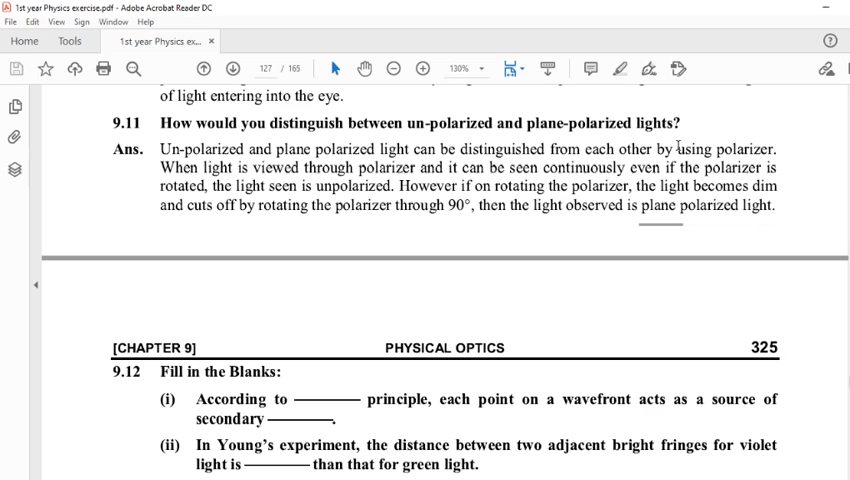 1st year Physics exercise.pdf - Adobe Acrobat Reader DC
File Edit View Sign Window Help
Home Tools 1st year Physics ex... ×
127 / 165 130%
of light entering into the eye.
9.11 How would you distinguish between un-polarized and plane-polarized lights?
Ans. Un-polarized and plane polarized light can be distinguished from each other by using polarizer.
When light is viewed through polarizer and it can be seen continuously even if the polarizer is
rotated, the light seen is unpolarized. However if on rotating the polarizer, the light becomes dim
and cuts off by rotating the polarizer through 90°, then the light observed is plane polarized light.
[CHAPTER 9] PHYSICAL OPTICS 325
9.12 Fill in the Blanks:
(i) According to ———— principle, each point on a wavefront acts as a source of
secondary ————.
(ii) In Young's experiment, the distance between two adjacent bright fringes for violet
light is ———— than that for green light.